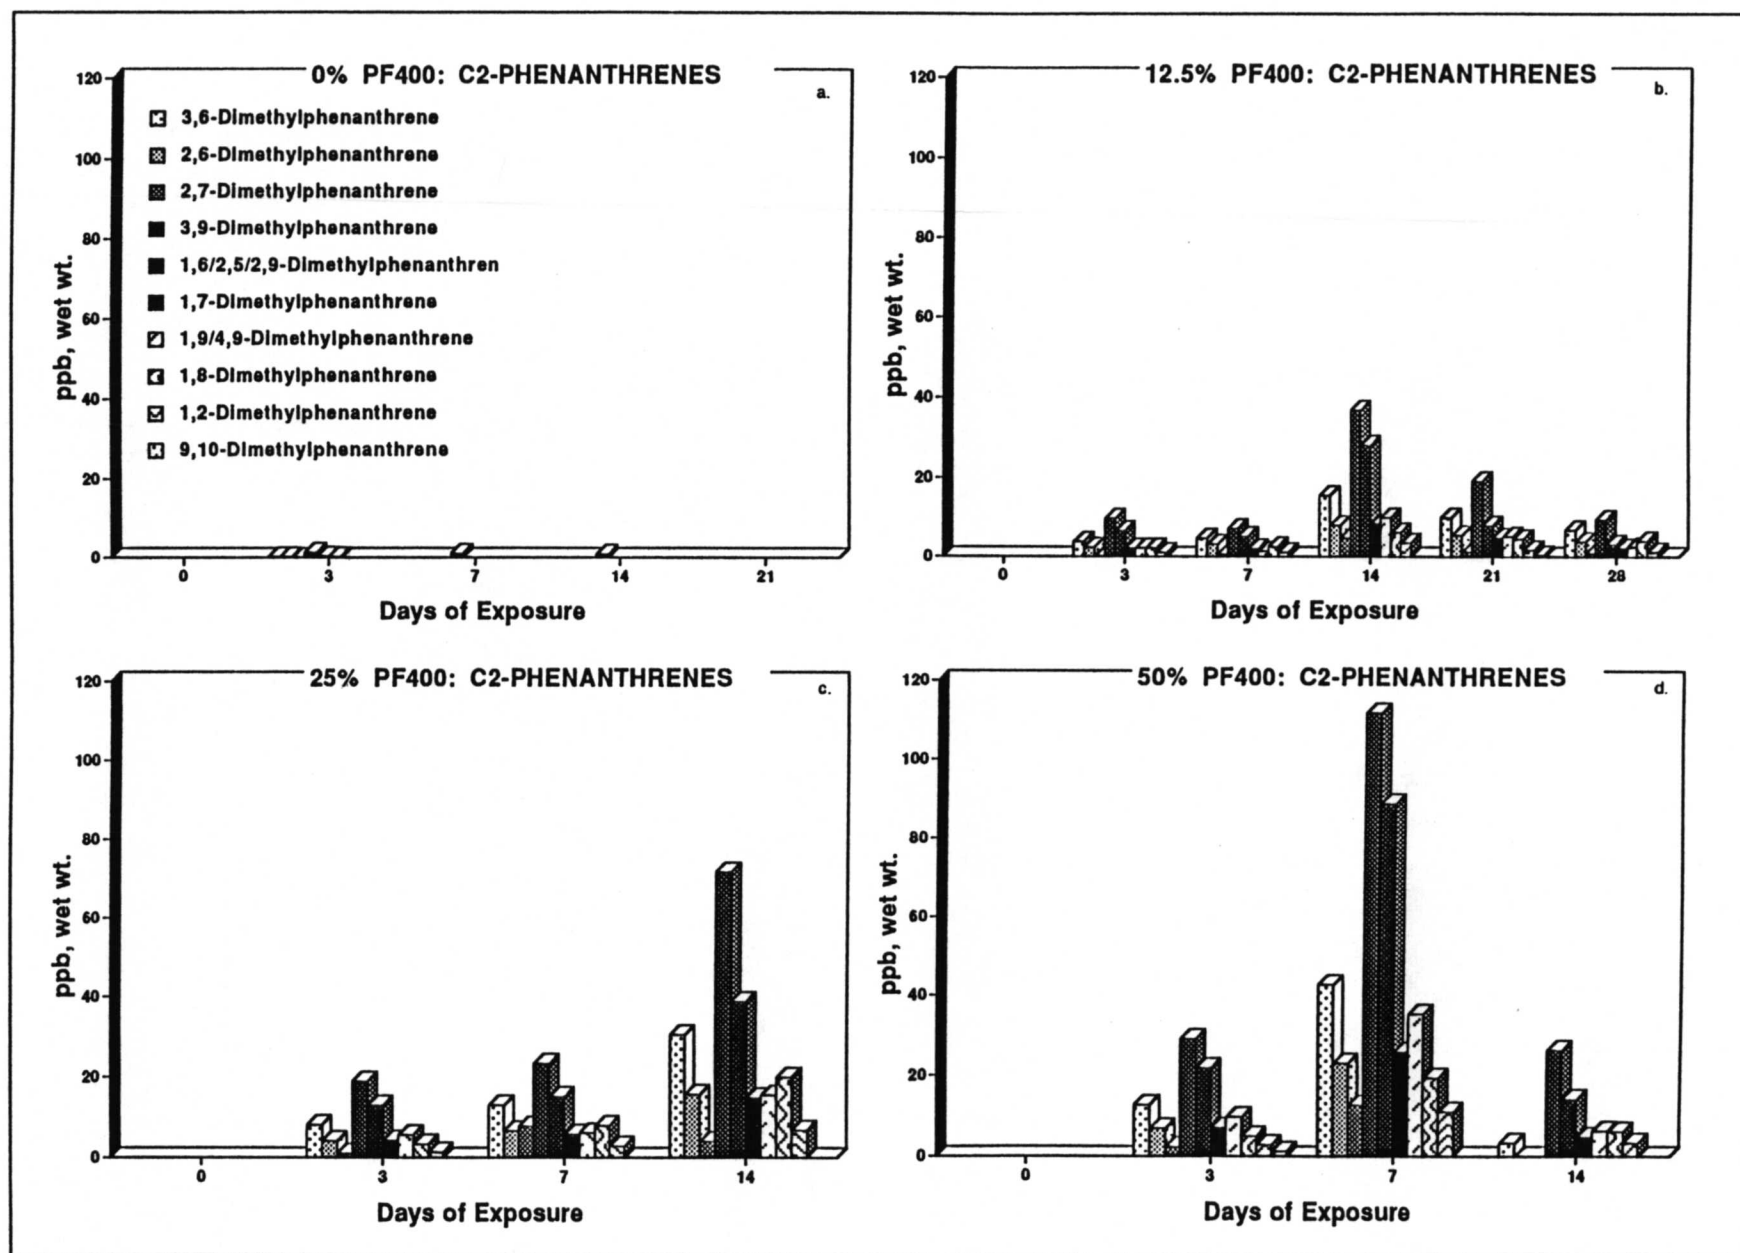 0% PF400: C2-PHENANTHRENES
a.
120
100
80
60
40
20
0
ppb, wet wt.
3,6-Dimethylphenanthrene
2,6-Dimethylphenanthrene
2,7-Dimethylphenanthrene
3,9-Dimethylphenanthrene
1,6/2,5/2,9-Dimethylphenanthren
1,7-Dimethylphenanthrene
1,9/4,9-Dimethylphenanthrene
1,8-Dimethylphenanthrene
1,2-Dimethylphenanthrene
9,10-Dimethylphenanthrene
0 3 7 14 21
Days of Exposure
12.5% PF400: C2-PHENANTHRENES
b.
120
100
80
60
40
20
0
ppb, wet wt.
0 3 7 14 21 28
Days of Exposure
25% PF400: C2-PHENANTHRENES
c.
120
100
80
60
40
20
0
ppb, wet wt.
0 3 7 14
Days of Exposure
50% PF400: C2-PHENANTHRENES
d.
120
100
80
60
40
20
0
ppb, wet wt.
0 3 7 14
Days of Exposure